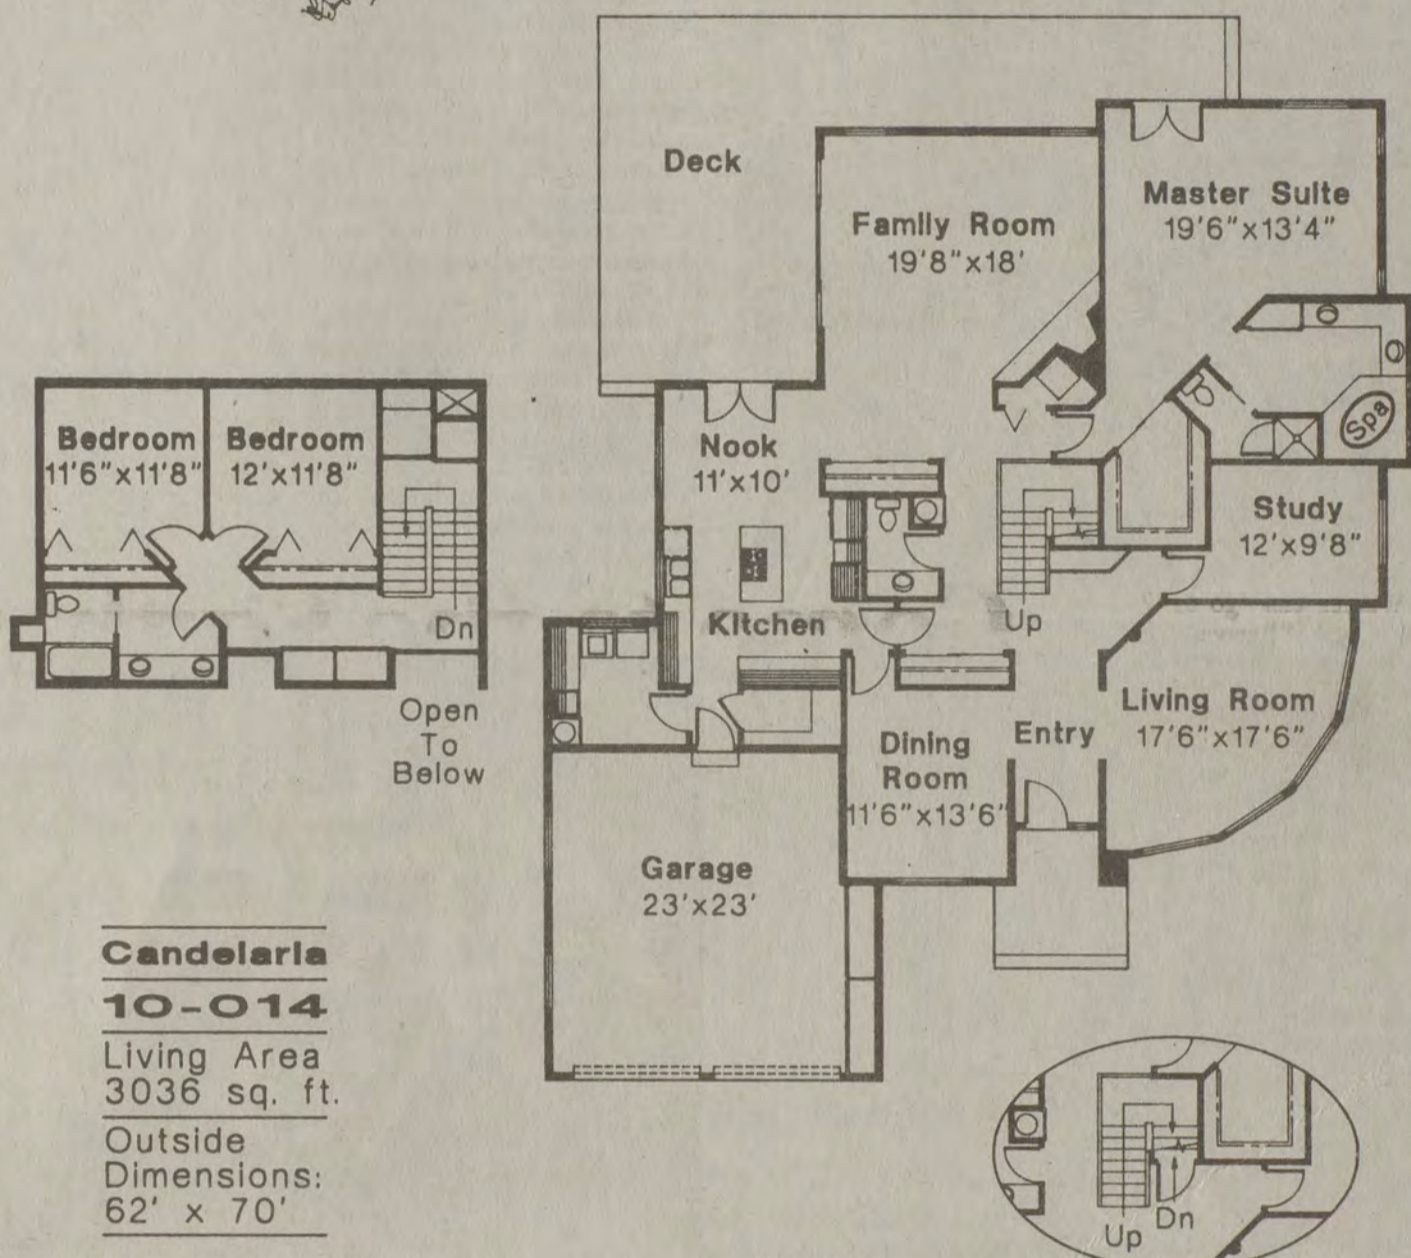 Deck
Master Suite
19'6"x13'4"
Family Room
19'8"x18'
Bedroom
11'6"x11'8"
Bedroom
12'x11'8"
Nook
11'x10'
Spa
Study
12'x9'8"
Dn
Kitchen
Up
Open
To
Below
Living Room
17'6"x17'6"
Entry
Dining
Room
11'6"x13'6"
Garage
23'x23'
Candelaria
10-014
Living Area
3036 sq. ft.
Outside
Dimensions:
62' x 70'
Up
Dn